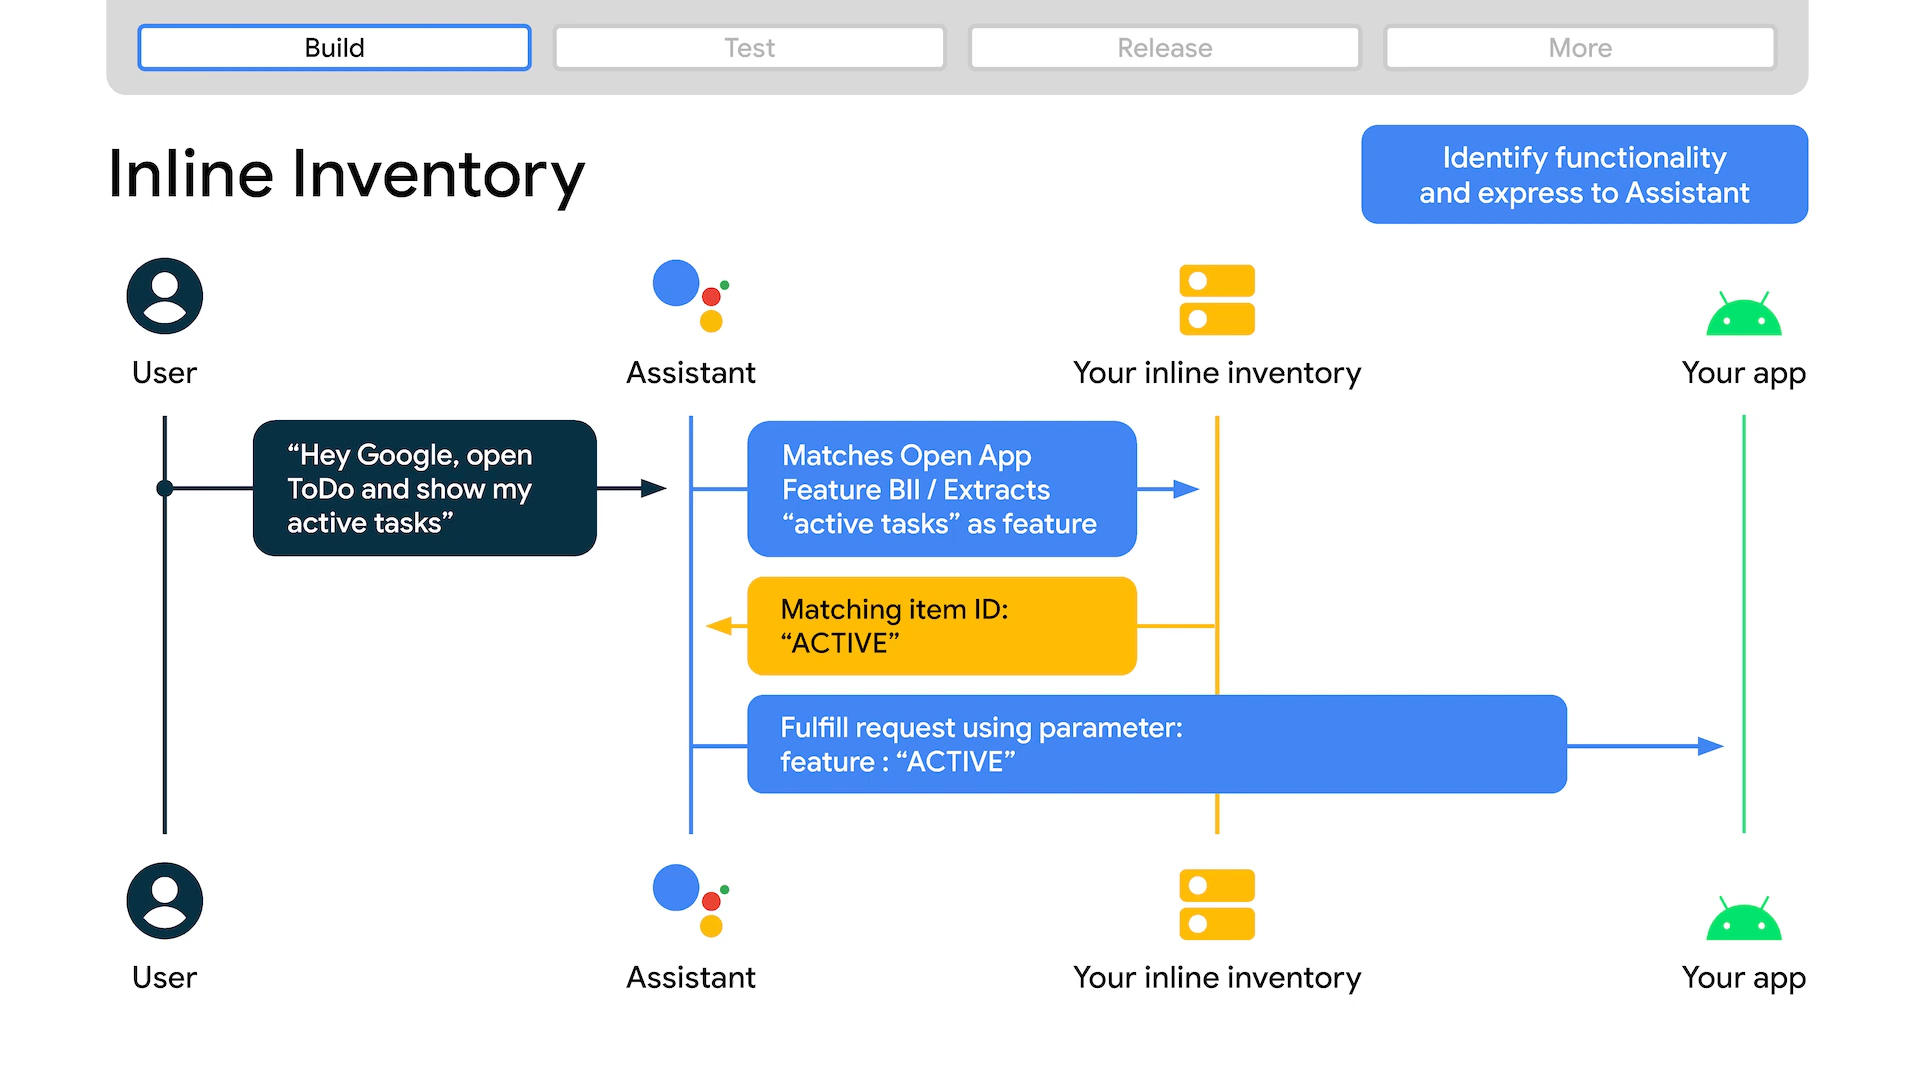 Build
Test
Release
More
Inline Inventory
Identify functionality
and express to Assistant
User
Assistant
Your inline inventory
Your app
“Hey Google, open
ToDo and show my
active tasks”
Matches Open App
Feature BII / Extracts
“active tasks” as feature
Matching item ID:
“ACTIVE”
Fulfill request using parameter:
feature : “ACTIVE”
User
Assistant
Your inline inventory
Your app